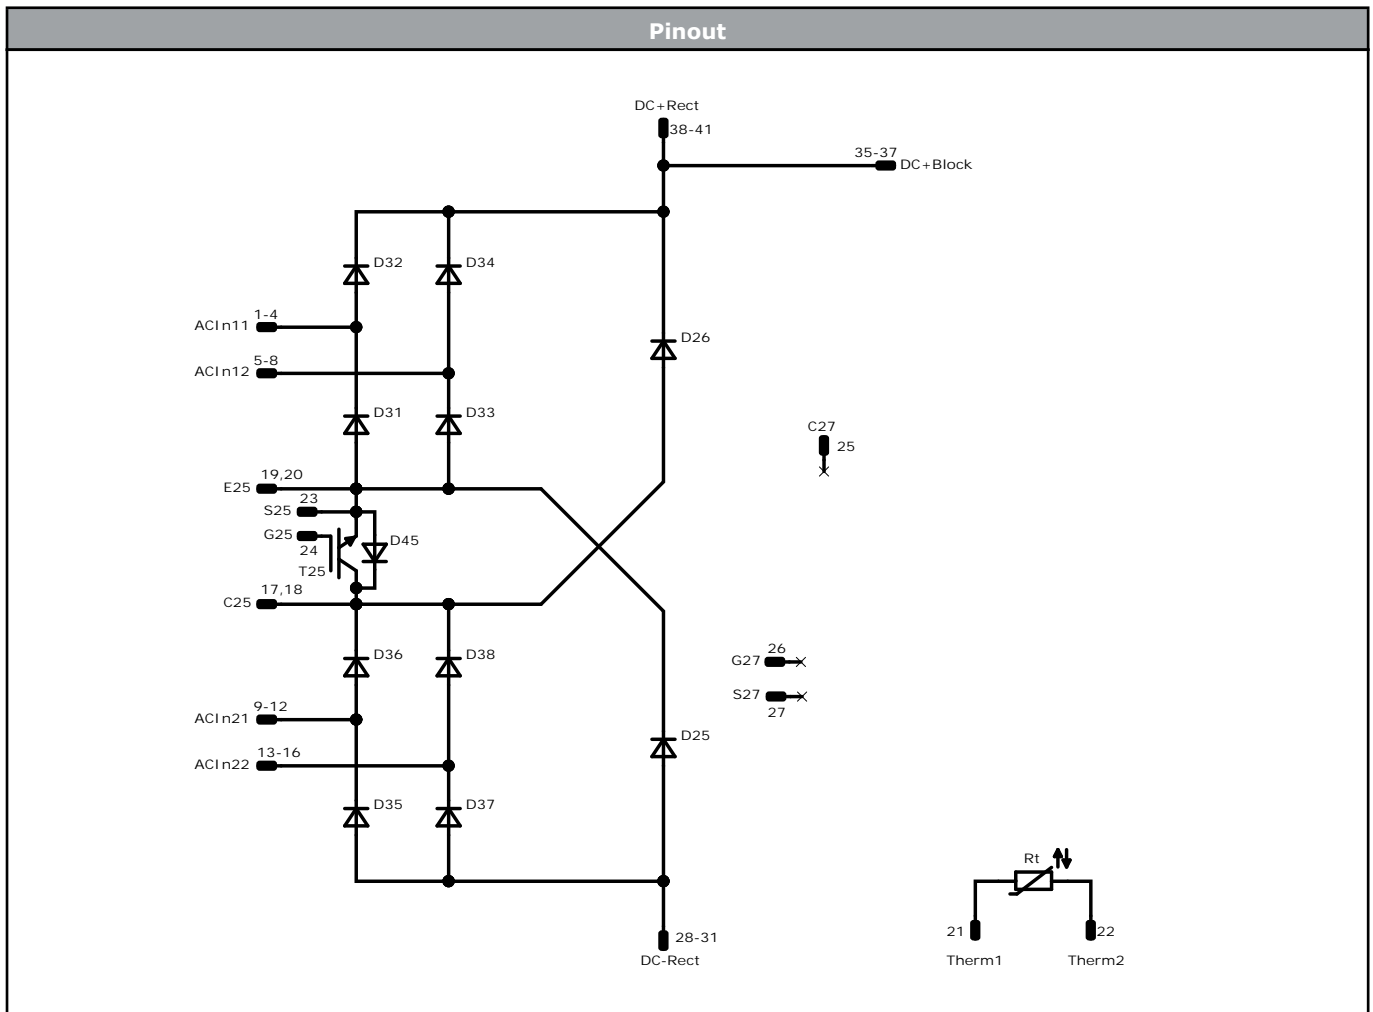 Pinout
DC+Rect
38-41
35-37
DC+Block
D32
D34
1-4
ACIn11
D26
5-8
ACIn12
D31
D33
C27
25
19,20
E25
23
S25
G25
24
D45
T25
17,18
C25
D36
D38
26
G27
S27
27
9-12
ACIn21
D25
13-16
ACIn22
D35
D37
Rt
28-31
DC-Rect
21
22
Therm1
Therm2